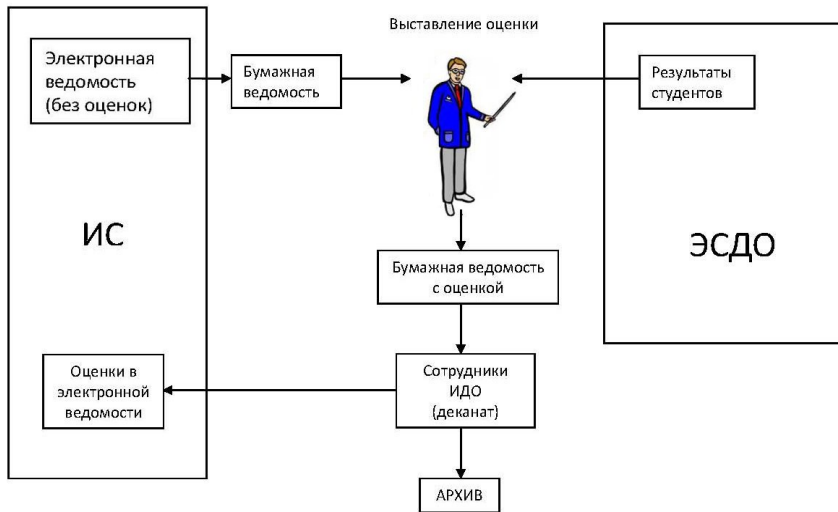 Выставление оценки
Электронная
ведомость
(без оценок)
Бумажная
ведомость
Результаты
студентов
ИС
ЭСДО
Бумажная ведомость
с оценкой
Оценки в
электронной
ведомости
Сотрудники
ИДО
(деканат)
АРХИВ